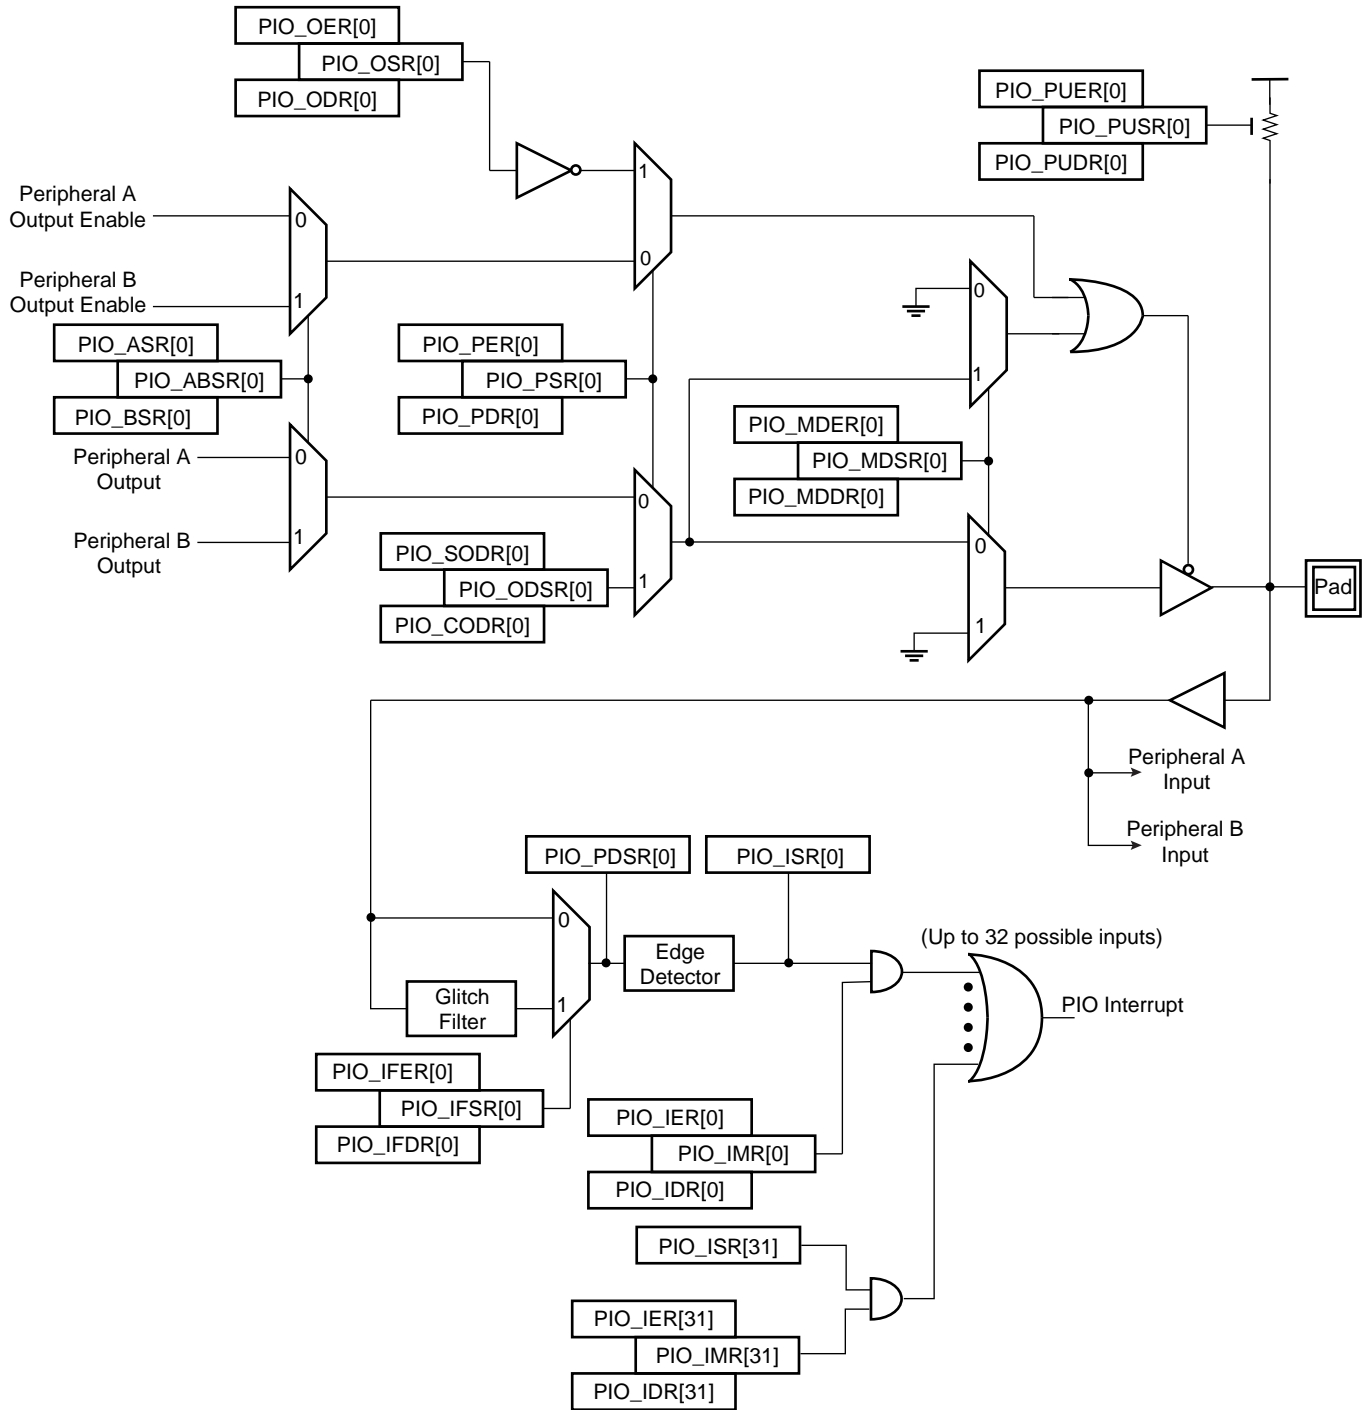 PIO_OER[0]
PIO_OSR[0]
PIO_ODR[0]
PIO_PUER[0]
PIO_PUSR[0]
PIO_PUDR[0]
1
Peripheral A
Output Enable
0
0
Peripheral B
Output Enable
1
0
1
PIO_ASR[0]
PIO_ABSR[0]
PIO_BSR[0]
PIO_PER[0]
PIO_PSR[0]
PIO_PDR[0]
PIO_MDER[0]
PIO_MDSR[0]
PIO_MDDR[0]
Peripheral A
Output
0
0
Peripheral B
Output
1
PIO_SODR[0]
PIO_ODSR[0]
PIO_CODR[0]
1
0
1
Pad
Peripheral A
Input
Peripheral B
Input
PIO_PDSR[0]
PIO_ISR[0]
0
1
Edge
Detector
Glitch
Filter
(Up to 32 possible inputs)
PIO Interrupt
PIO_IFER[0]
PIO_IFSR[0]
PIO_IFDR[0]
PIO_IER[0]
PIO_IMR[0]
PIO_IDR[0]
PIO_ISR[31]
PIO_IER[31]
PIO_IMR[31]
PIO_IDR[31]